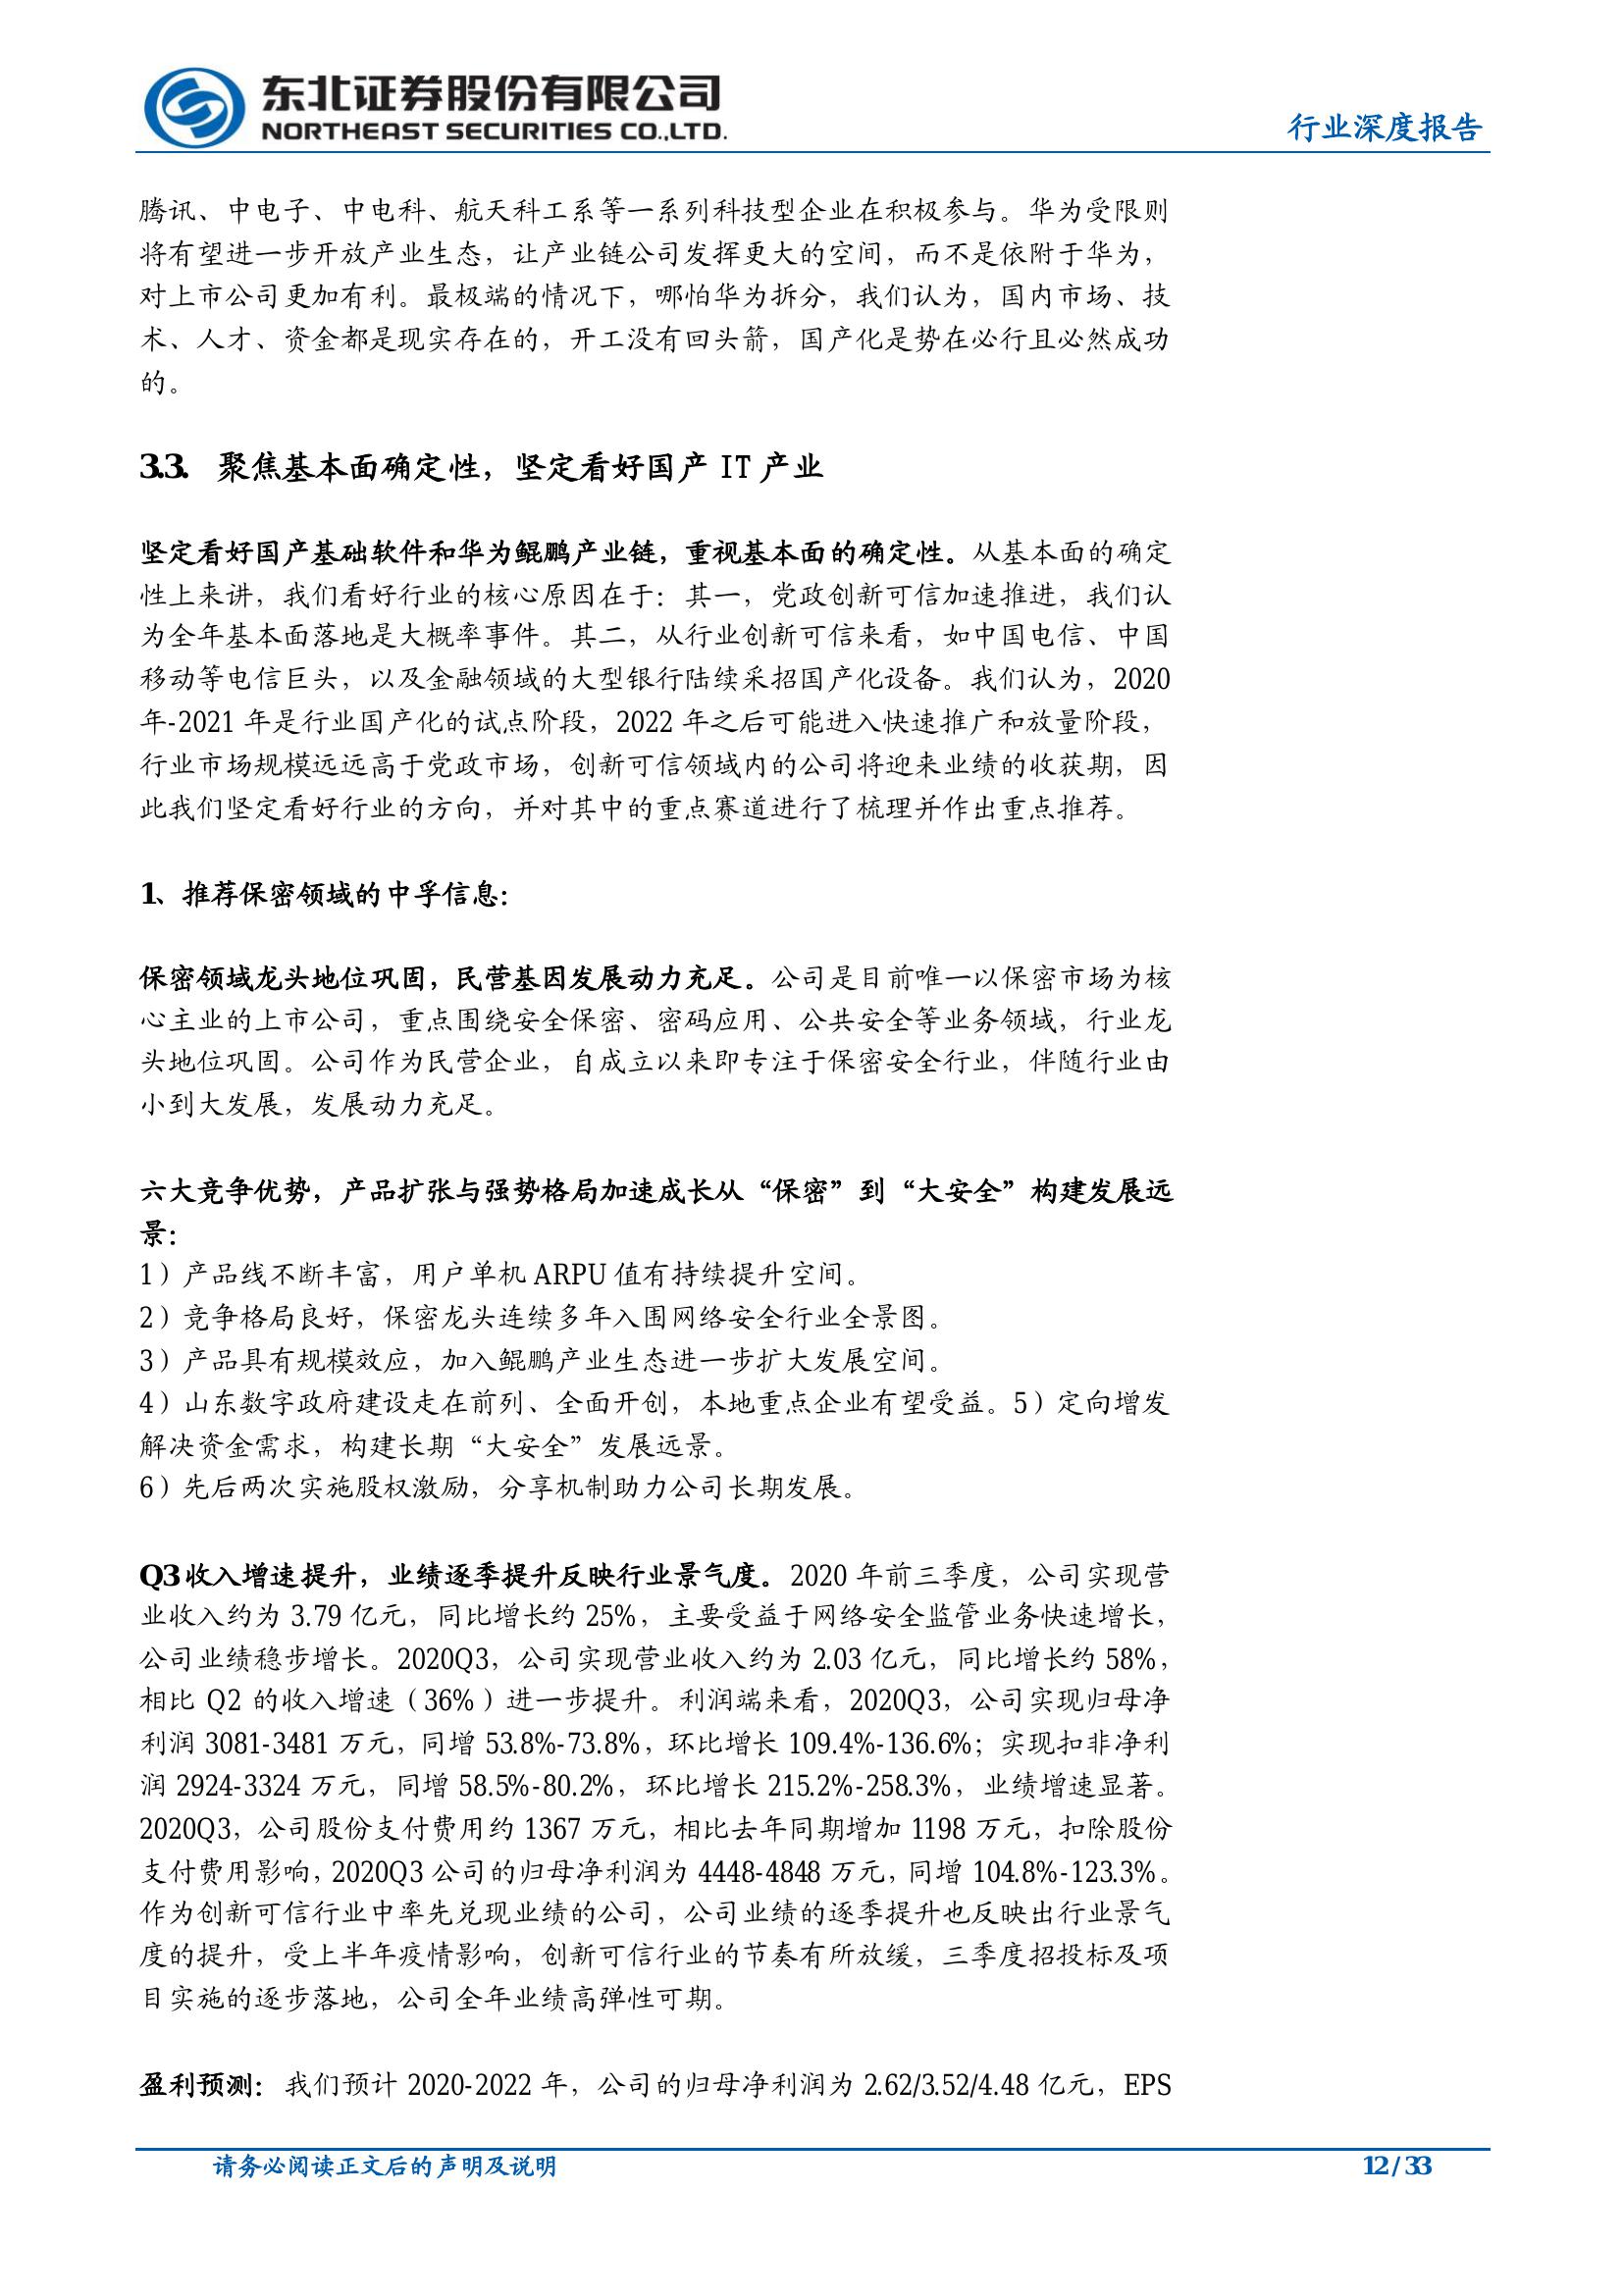 东北证券股份有限公司
NORTHEAST SECURITIES CO.,LTD.
行业深度报告
腾讯、中电子、中电科、航天科工系等一系列科技型企业在积极参与。华为受限则
将有望进一步开放产业生态，让产业链公司发挥更大的空间，而不是依附于华为，
对上市公司更加有利。最极端的情况下，哪怕华为拆分，我们认为，国内市场、技
术、人才、资金都是现实存在的，开工没有回头箭，国产化是势在必行且必然成功
的。
3.3. 聚焦基本面确定性，坚定看好国产 IT 产业
坚定看好国产基础软件和华为鲲鹏产业链，重视基本面的确定性。从基本面的确定
性上来讲，我们看好行业的核心原因在于：其一，党政创新可信加速推进，我们认
为全年基本面落地是大概率事件。其二，从行业创新可信来看，如中国电信、中国
移动等电信巨头，以及金融领域的大型银行陆续采招国产化设备。我们认为，2020
年-2021 年是行业国产化的试点阶段，2022 年之后可能进入快速推广和放量阶段，
行业市场规模远远高于党政市场，创新可信领域内的公司将迎来业绩的收获期，因
此我们坚定看好行业的方向，并对其中的重点赛道进行了梳理并作出重点推荐。
1、推荐保密领域的中孚信息：
保密领域龙头地位巩固，民营基因发展动力充足。公司是目前唯一以保密市场为核
心主业的上市公司，重点围绕安全保密、密码应用、公共安全等业务领域，行业龙
头地位巩固。公司作为民营企业，自成立以来即专注于保密安全行业，伴随行业由
小到大发展，发展动力充足。
六大竞争优势，产品扩张与强势格局加速成长从“保密”到“大安全”构建发展远
景：
1）产品线不断丰富，用户单机 ARPU 值有持续提升空间。
2）竞争格局良好，保密龙头连续多年入围网络安全行业全景图。
3）产品具有规模效应，加入鲲鹏产业生态进一步扩大发展空间。
4）山东数字政府建设走在前列、全面开创，本地重点企业有望受益。5）定向增发
解决资金需求，构建长期“大安全”发展远景。
6）先后两次实施股权激励，分享机制助力公司长期发展。
Q3 收入增速提升，业绩逐季提升反映行业景气度。2020 年前三季度，公司实现营
业收入约为 3.79 亿元，同比增长约 25%，主要受益于网络安全监管业务快速增长，
公司业绩稳步增长。2020Q3，公司实现营业收入约为 2.03 亿元，同比增长约 58%，
相比 Q2 的收入增速（36%）进一步提升。利润端来看，2020Q3，公司实现归母净
利润 3081-3481 万元，同增 53.8%-73.8%，环比增长 109.4%-136.6%；实现扣非净利
润 2924-3324 万元，同增 58.5%-80.2%，环比增长 215.2%-258.3%，业绩增速显著。
2020Q3，公司股份支付费用约 1367 万元，相比去年同期增加 1198 万元，扣除股份
支付费用影响，2020Q3 公司的归母净利润为 4448-4848 万元，同增 104.8%-123.3%。
作为创新可信行业中率先兑现业绩的公司，公司业绩的逐季提升也反映出行业景气
度的提升，受上半年疫情影响，创新可信行业的节奏有所放缓，三季度招投标及项
目实施的逐步落地，公司全年业绩高弹性可期。
盈利预测：我们预计 2020-2022 年，公司的归母净利润为 2.62/3.52/4.48 亿元，EPS
请务必阅读正文后的声明及说明
12 / 33